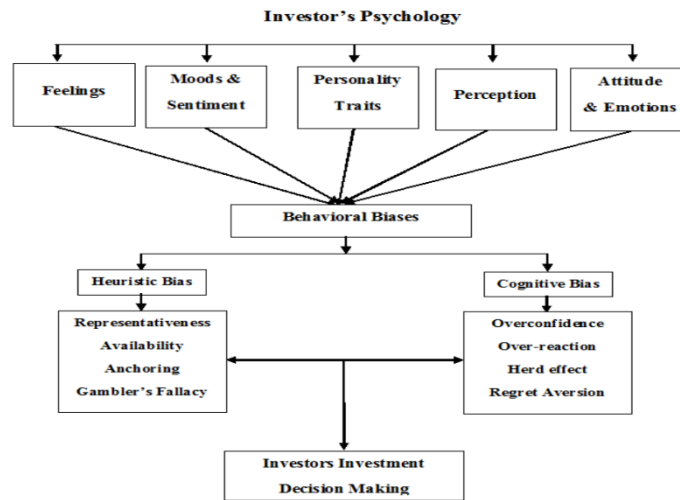 Investor's Psychology
Feelings
Moods &
Sentiment
Personality
Traits
Perception
Attitude
& Emotions
Behavioral Biases
Heuristic Bias
Cognitive Bias
Representativeness
Availability
Anchoring
Gambler's Fallacy
Overconfidence
Over-reaction
Herd effect
Regret Aversion
Investors Investment
Decision Making